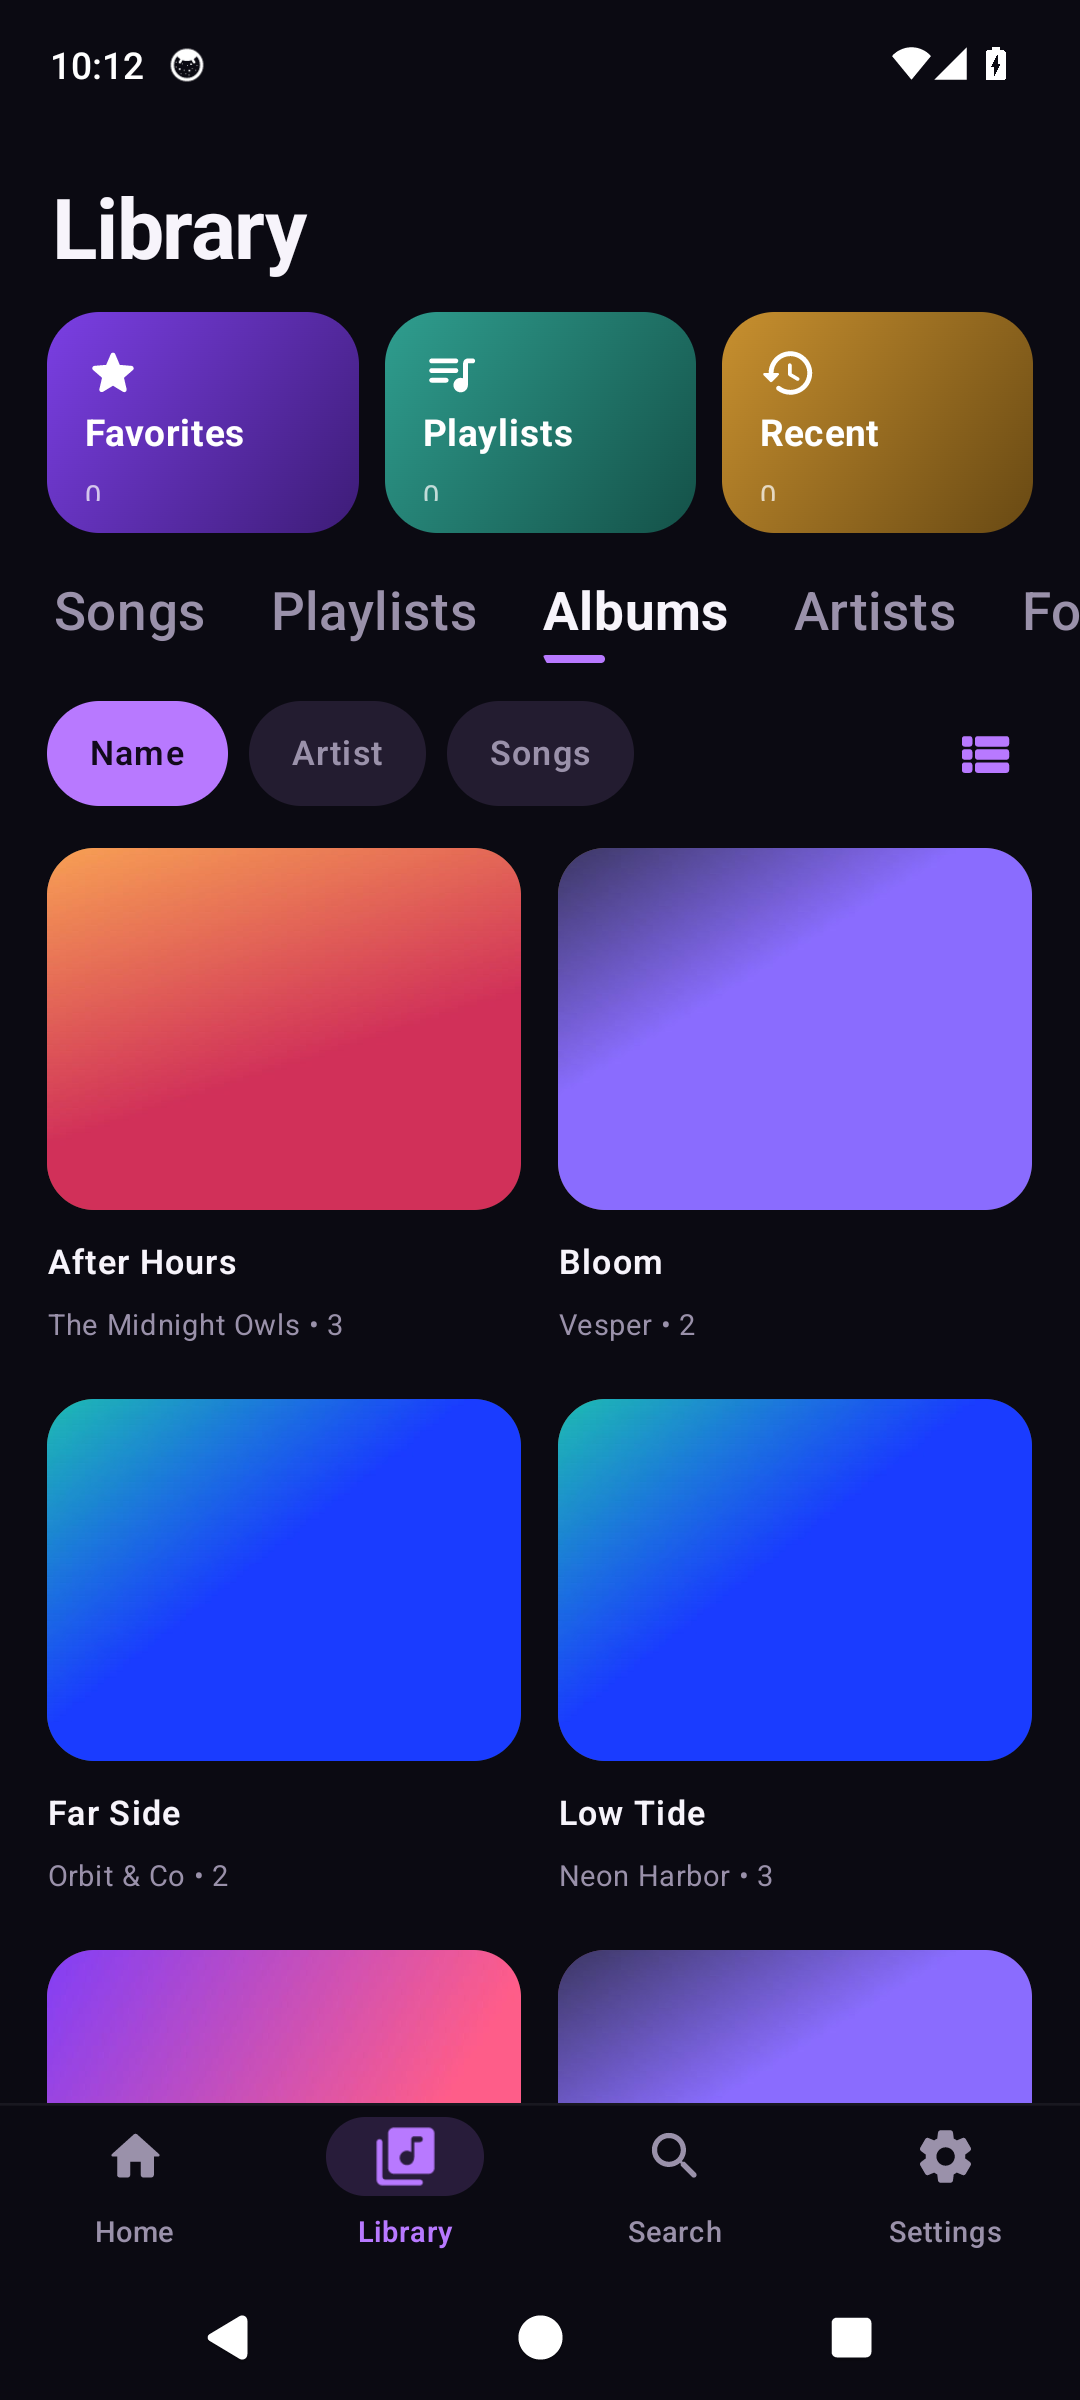 10:12
Library
Favorites
Playlists
Recent
Songs Playlists Albums Artists Fo
Name Artist Songs
After Hours
The Midnight Owls • 3
Bloom
Vesper • 2
Far Side
Orbit & Co • 2
Low Tide
Neon Harbor • 3
Home Library Search Settings